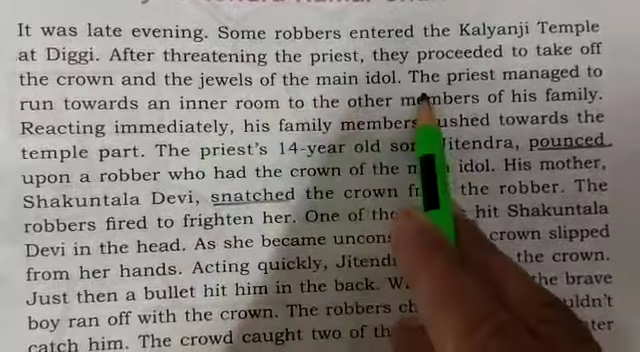 It was late evening. Some robbers entered the Kalyanji Temple
at Diggi. After threatening the priest, they proceeded to take off
the crown and the jewels of the main idol. The priest managed to
run towards an inner room to the other members of his family.
Reacting immediately, his family members ushed towards the
temple part. The priest's 14-year old son Jitendra, pounced
upon a robber who had the crown of the idol. His mother,
Shakuntala Devi, snatched the crown the robber. The
robbers fired to frighten her. One of hit Shakuntala
Devi in the head. As she became crown slipped
from her hands. Acting quickly, the crown.
Just then a bullet hit him in the back. the brave
boy ran off with the crown. The robbers
catch him. The crowd caught two of